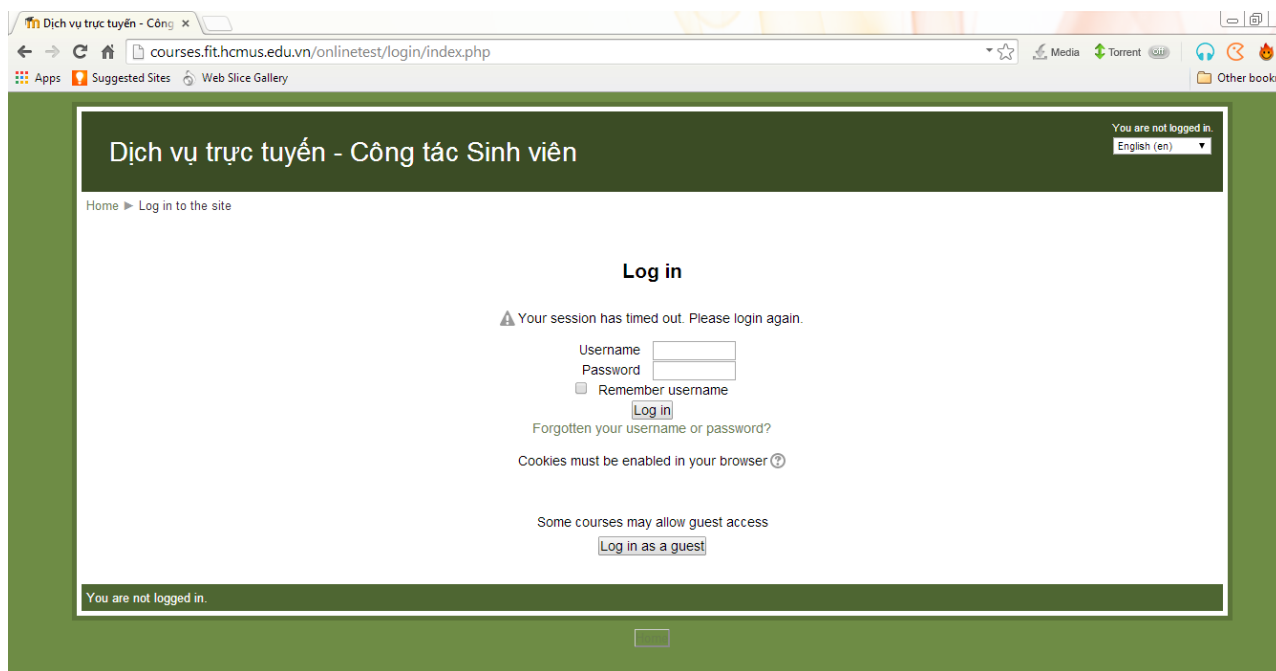 Dịch vụ trực tuyến - Công
courses.fit.hcmus.edu.vn/onlinetest/login/index.php
Media
Torrent
off
Apps
Suggested Sites
Web Slice Gallery
Other book
Dịch vụ trực tuyến - Công tác Sinh viên
You are not logged in.
English (en)
Home ► Log in to the site
Log in
Your session has timed out. Please login again.
Username
Password
Remember username
Log in
Forgotten your username or password?
Cookies must be enabled in your browser
Some courses may allow guest access
Log in as a guest
You are not logged in.